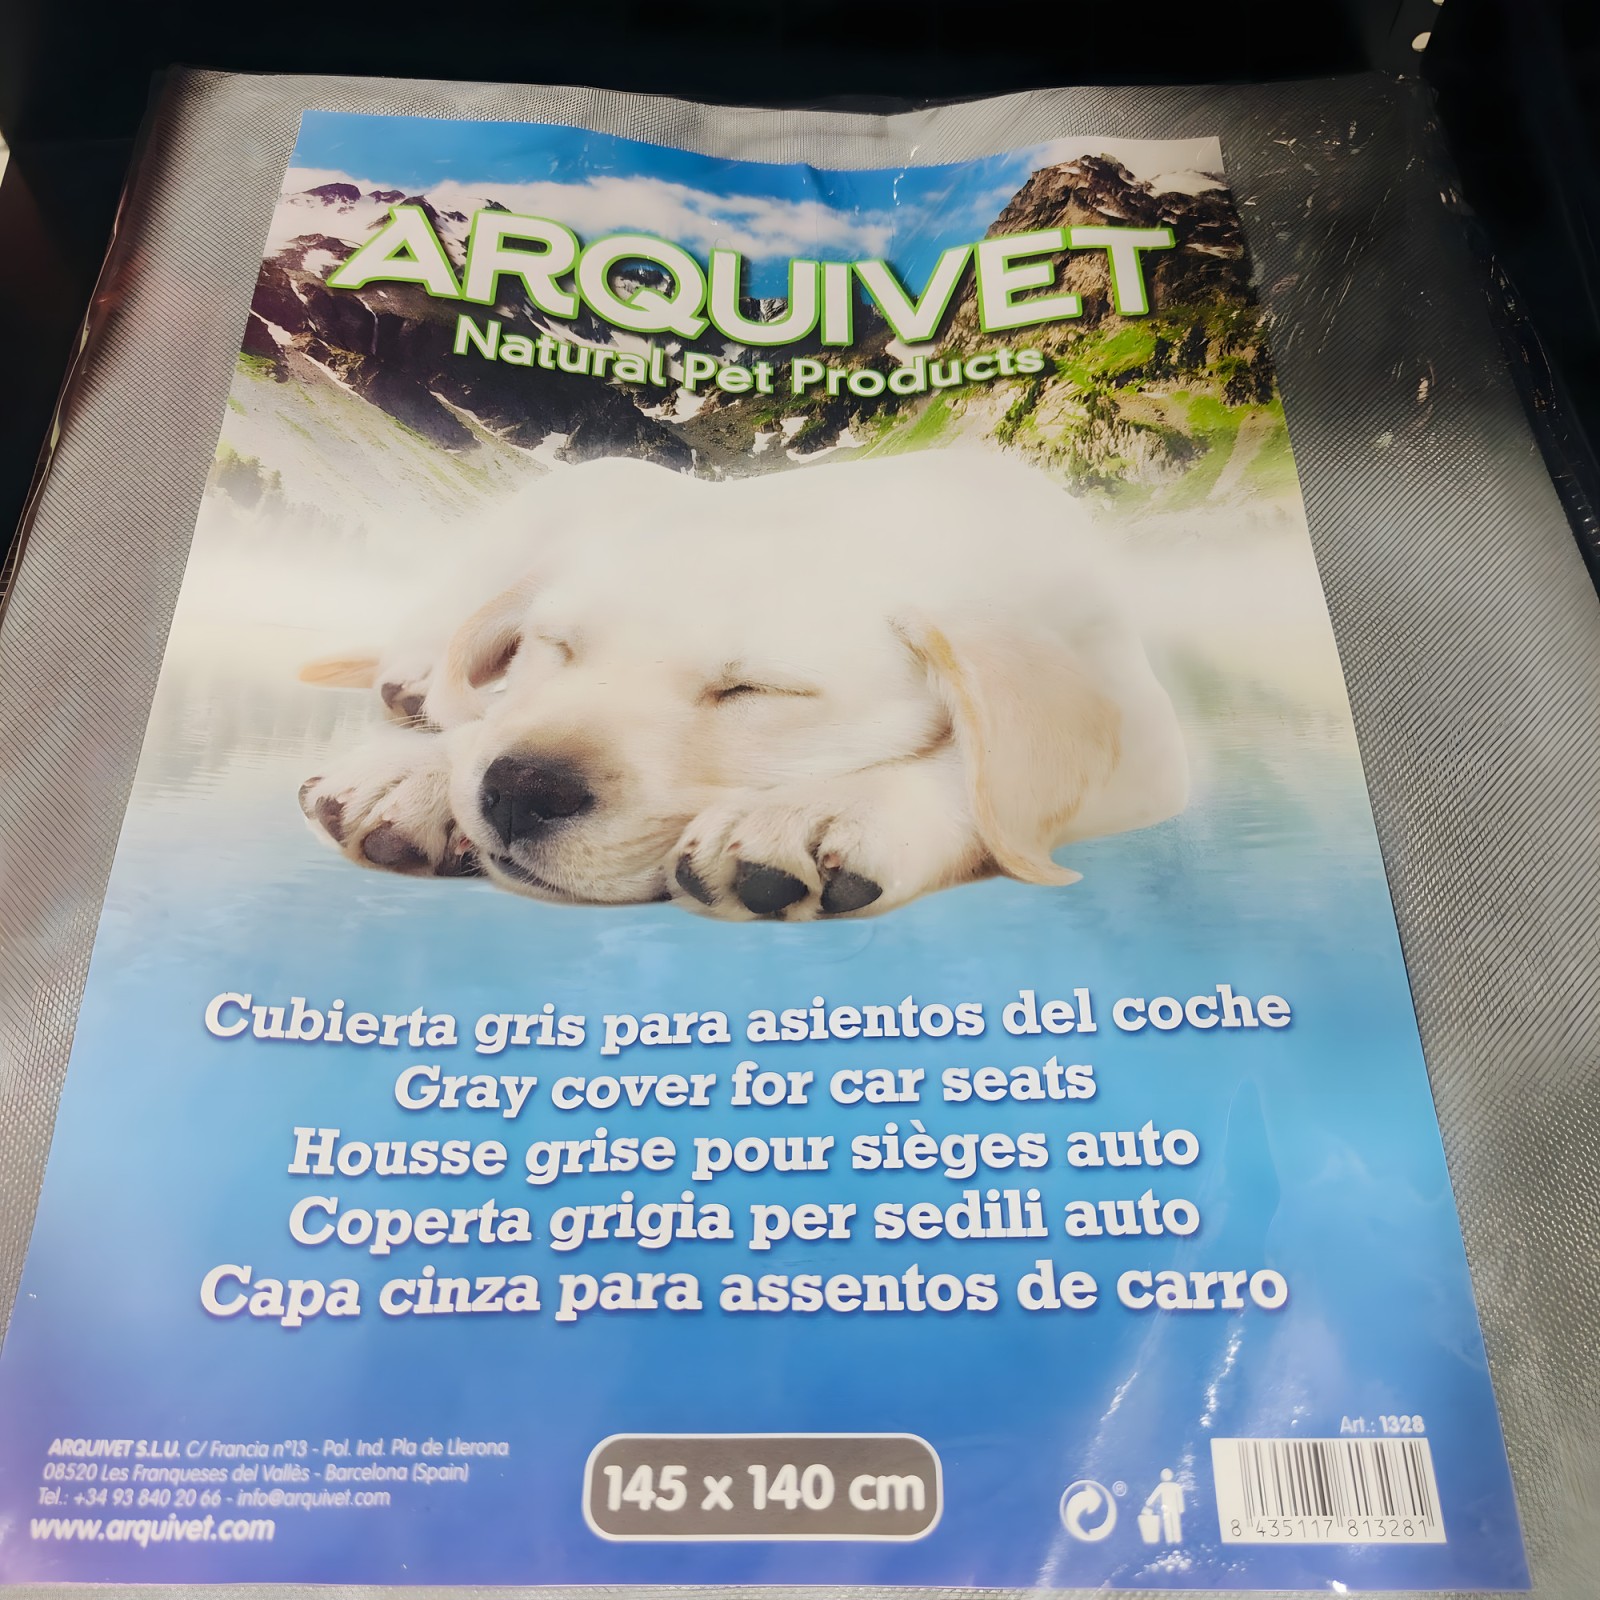 ARQUIVET
Natural Pet Products
Cubierta gris para asientos del coche
Gray cover for car seats
Housse grise pour sièges auto
Coperta grigia per sedili auto
Capa cinza para assentos de carro
ARQUIVET S.L.U. C/ Francia nº13 - Pol. Ind. Pla de Llerona
08520 Les Franqueses del Vallès - Barcelona (Spain)
Tel.: +34 93 840 20 66 - info@arquivet.com
www.arquivet.com
145 x 140 cm
®
Art.: 1328
8 435117 813281